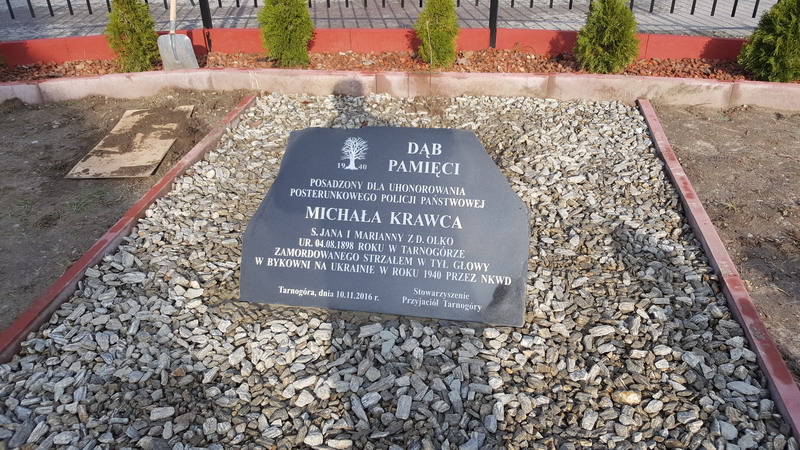 DĄB
PAMIĘCI
19 40
POSADZONY DLA UHONOROWANIA
POSTERUNKOWEGO POLICJI PAŃSTWOWEJ
MICHAŁA KRAWCA
S. JANA I MARIANNY Z D. OLKO
UR. 04.08.1898 ROKU W TARNOGÓRZE
ZAMORDOWANEGO STRZAŁEM W TYŁ GŁOWY
W BYKOWNI NA UKRAINIE W ROKU 1940 PRZEZ NKWD
Tarnogóra, dnia 10.11.2016 r.
Stowarzyszenie
Przyjaciół Tarnogóry